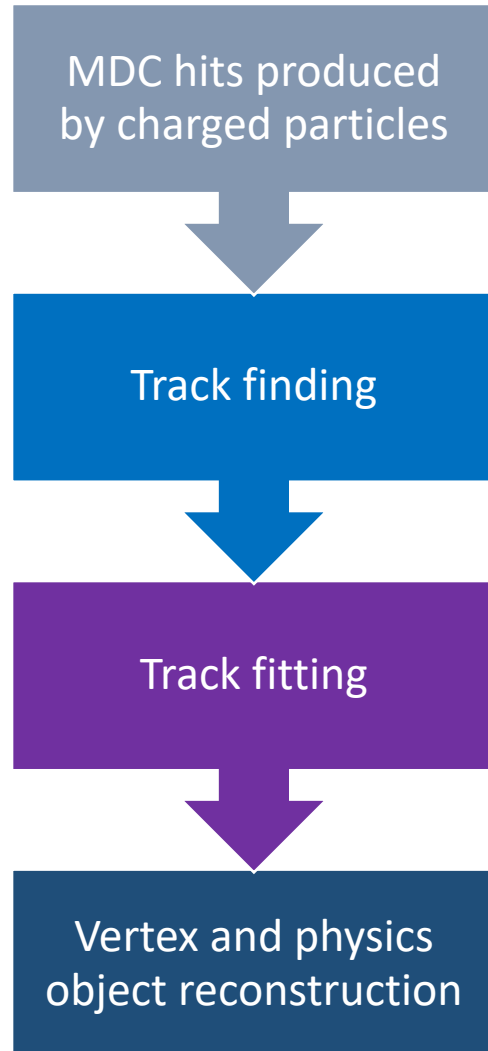 MDC hits produced
by charged particles
Track finding
Track fitting
Vertex and physics
object reconstruction